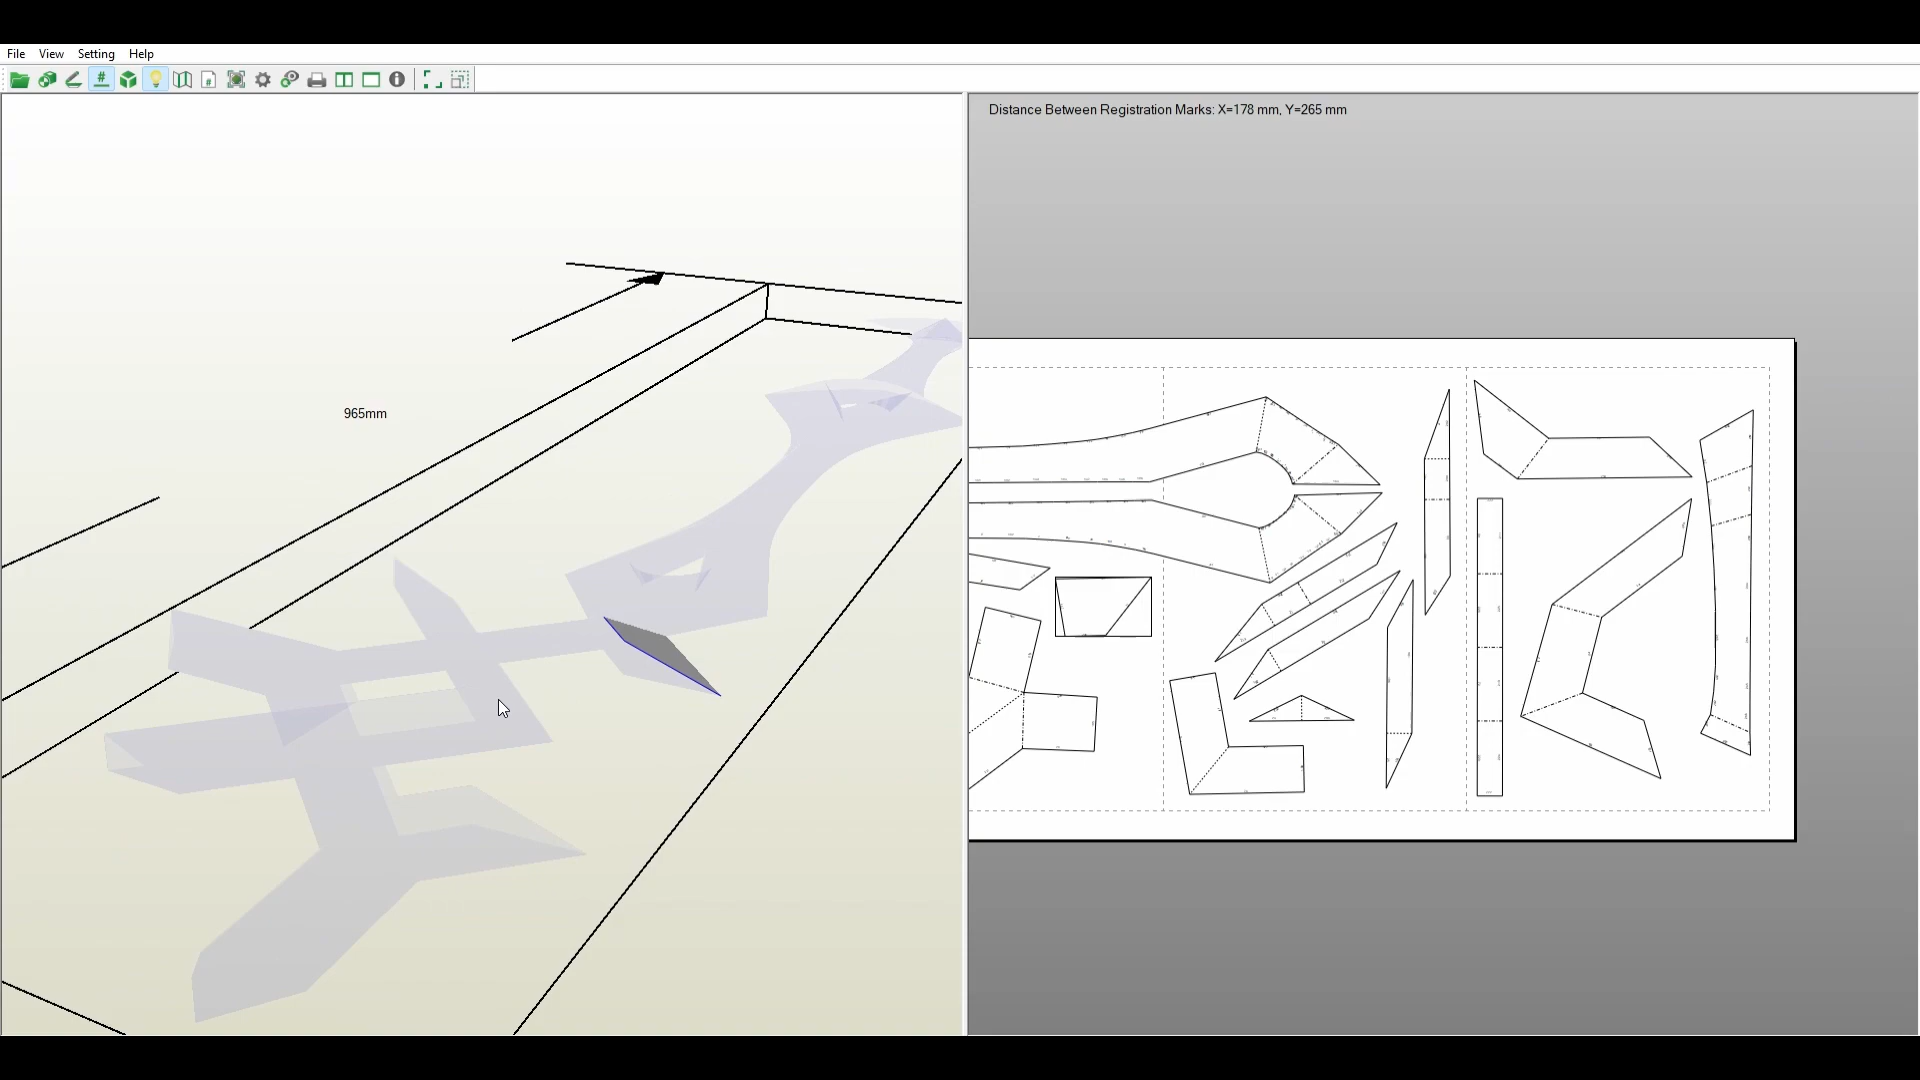 File View Setting Help
Distance Between Registration Marks: X=178 mm, Y=265 mm
965mm